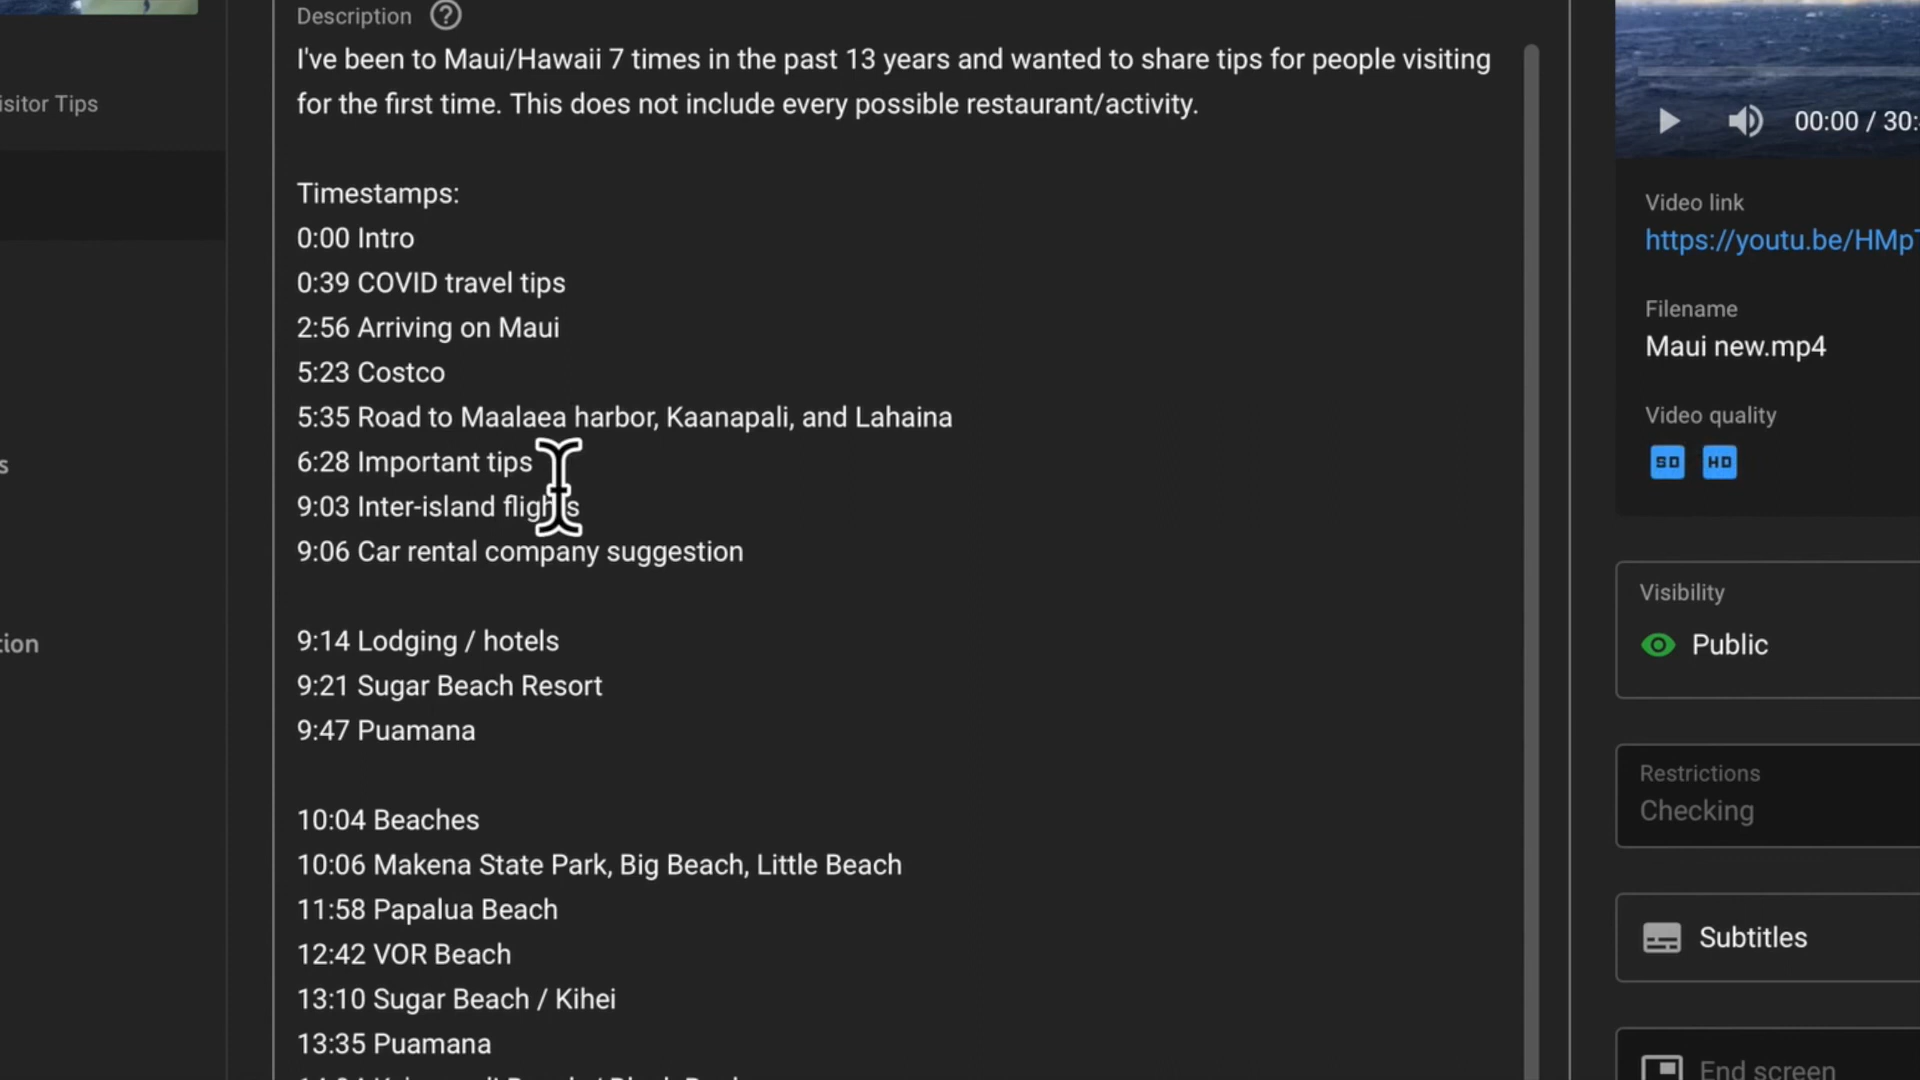 Description
I've been to Maui/Hawaii 7 times in the past 13 years and wanted to share tips for people visiting
for the first time. This does not include every possible restaurant/activity.
Timestamps:
0:00 Intro
0:39 COVID travel tips
2:56 Arriving on Maui
5:23 Costco
5:35 Road to Maalaea harbor, Kaanapali, and Lahaina
6:28 Important tips
9:03 Inter-island flights
9:06 Car rental company suggestion
9:14 Lodging / hotels
9:21 Sugar Beach Resort
9:47 Puamana
10:04 Beaches
10:06 Makena State Park, Big Beach, Little Beach
11:58 Papalua Beach
12:42 VOR Beach
13:10 Sugar Beach / Kihei
13:35 Puamana
isitor Tips
s
tion
00:00 / 30:
Video link
https://youtu.be/HMp
Filename
Maui new.mp4
Video quality
SD HD
Visibility
Public
Restrictions
Checking
Subtitles
End screen